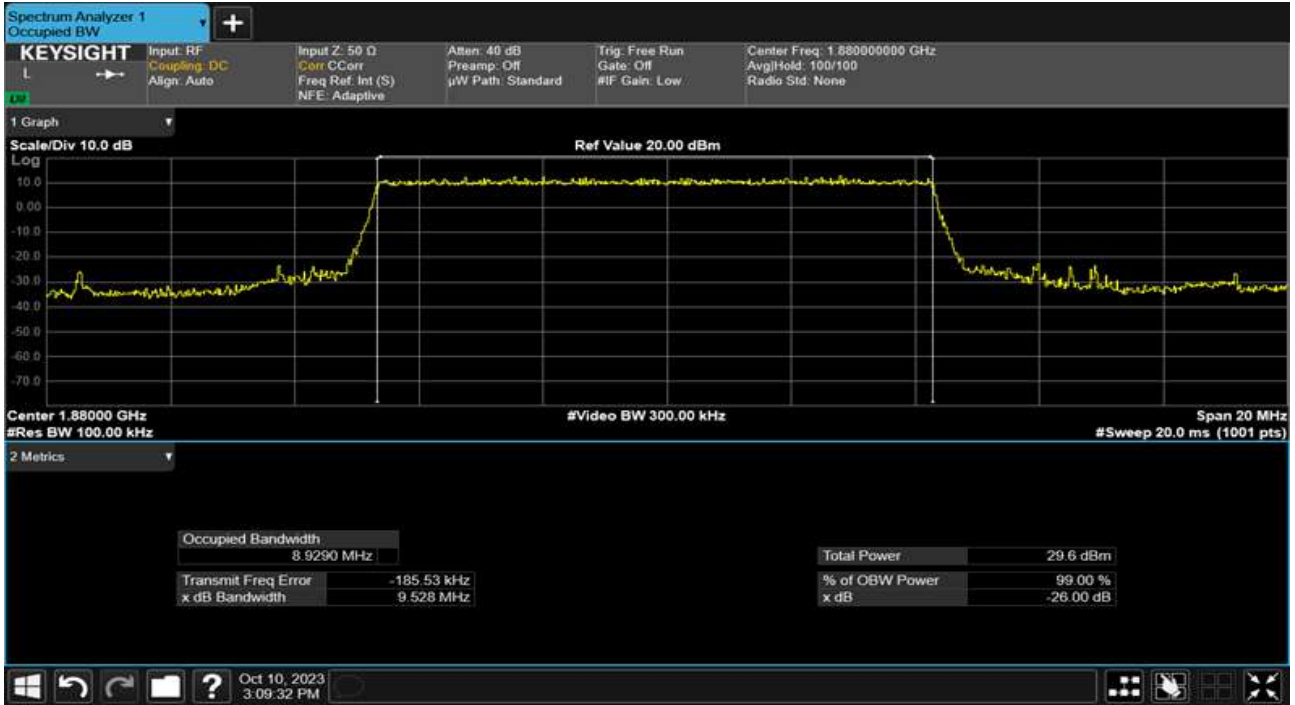 Spectrum Analyzer 1
Occupied BW
KEYSIGHT
L
Input: RF
Coupling: DC
Align: Auto
Input Z: 50 Ω
Corr CCorr
Freq Ref: Int (S)
NFE: Adaptive
Atten: 40 dB
Preamp: Off
µW Path: Standard
Trig: Free Run
Gate: Off
#IF Gain: Low
Center Freq: 1.880000000 GHz
Avg|Hold: 100/100
Radio Std: None
1 Graph
Scale/Div 10.0 dB
Ref Value 20.00 dBm
Log
10.0
0.00
-10.0
-20.0
-30.0
-40.0
-50.0
-60.0
-70.0
Center 1.88000 GHz
#Video BW 300.00 kHz
Span 20 MHz
#Res BW 100.00 kHz
#Sweep 20.0 ms (1001 pts)
2 Metrics
Occupied Bandwidth
8.9290 MHz
Total Power 29.6 dBm
Transmit Freq Error -185.53 kHz
% of OBW Power 99.00 %
x dB Bandwidth 9.528 MHz
x dB -26.00 dB
Oct 10, 2023
3:09:32 PM